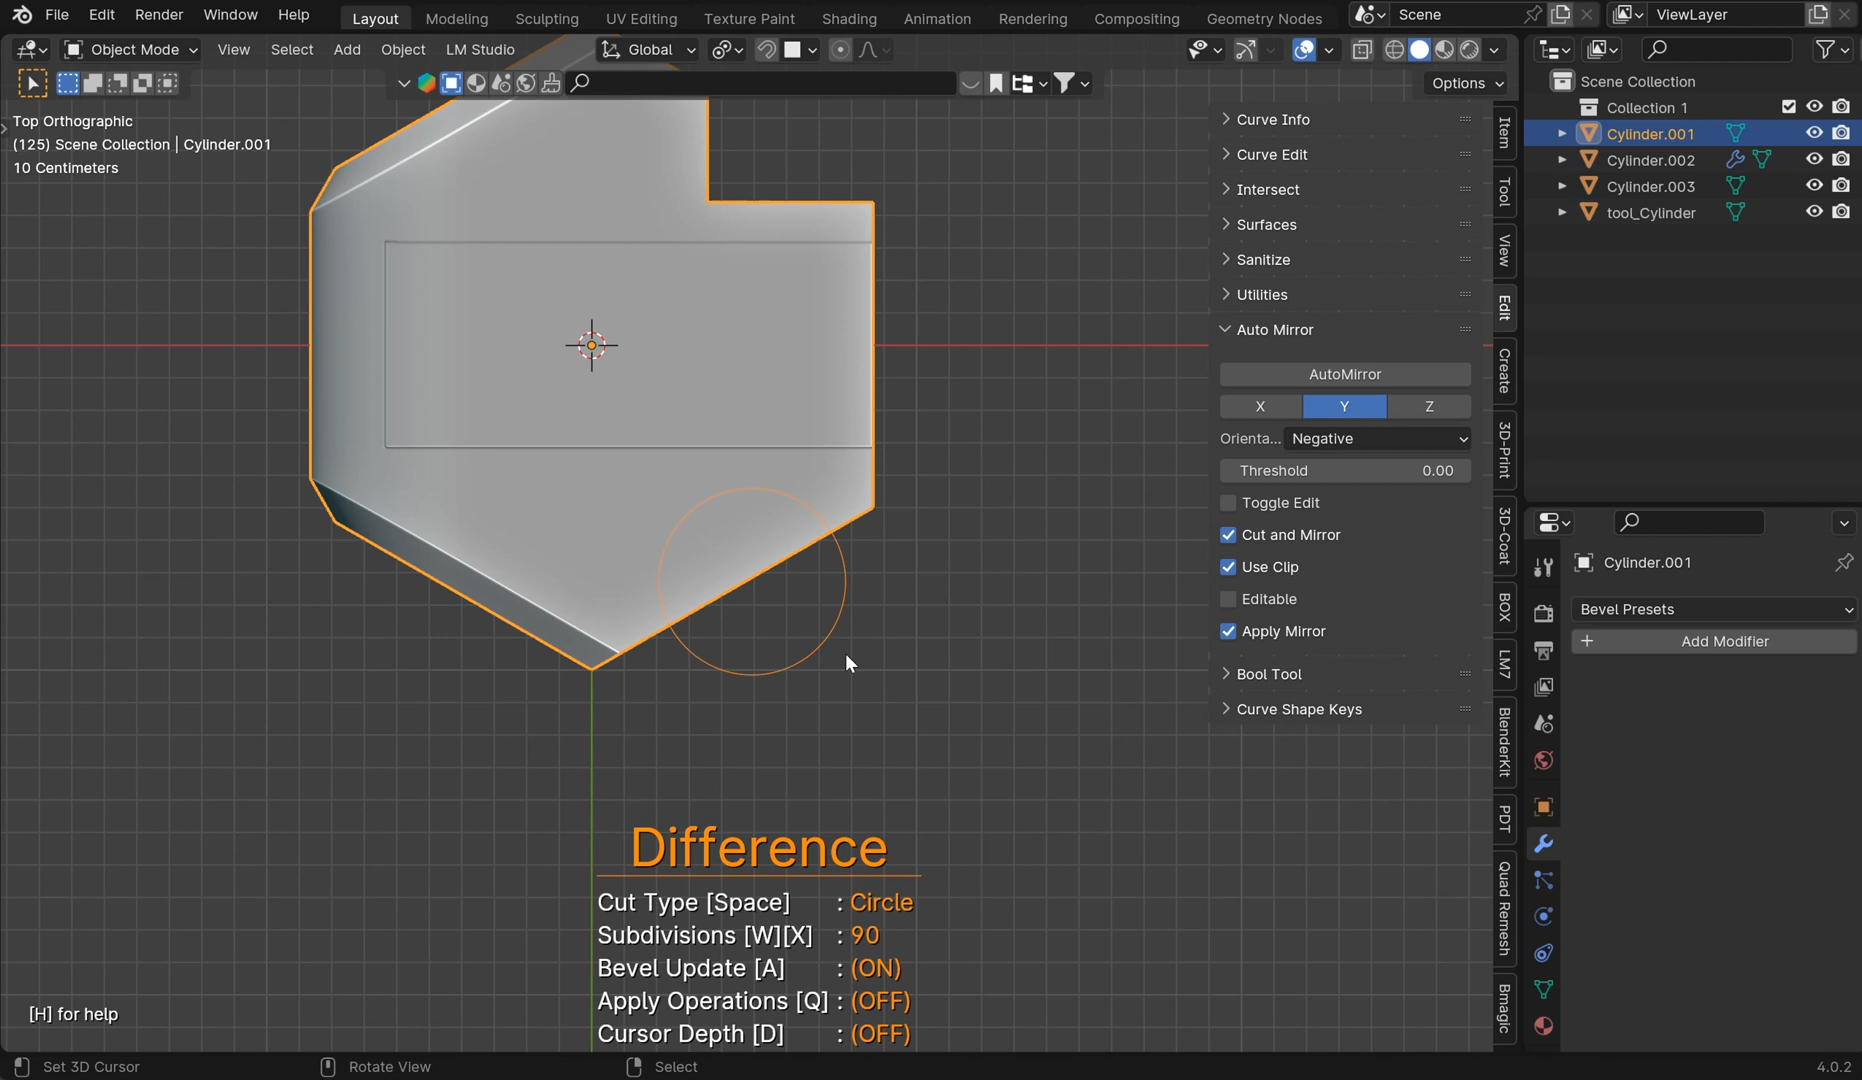 File Edit Render Window Help
Layout Modeling Sculpting UV Editing Texture Paint Shading Animation Rendering Compositing Geometry Nodes
Scene
ViewLayer
Object Mode View Select Add Object LM Studio
Global
Options
Top Orthographic
(125) Scene Collection | Cylinder.001
10 Centimeters
Curve Info
Curve Edit
Intersect
Surfaces
Sanitize
Utilities
Auto Mirror
AutoMirror
X Y Z
Orienta... Negative
Threshold 0.00
Toggle Edit
Cut and Mirror
Use Clip
Editable
Apply Mirror
Bool Tool
Curve Shape Keys
Item
Tool
View
Edit
Create
3D-Print
3D-Coat
BOX
LM7
BlenderKit
PDT
Quad Remesh
Bmagic
Scene Collection
Collection 1
Cylinder.001
Cylinder.002
Cylinder.003
tool_Cylinder
Cylinder.001
Bevel Presets
Add Modifier
Difference
Cut Type [Space] : Circle
Subdivisions [W][X] : 90
Bevel Update [A] : (ON)
Apply Operations [Q] : (OFF)
Cursor Depth [D] : (OFF)
[H] for help
Set 3D Cursor Rotate View Select 4.0.2